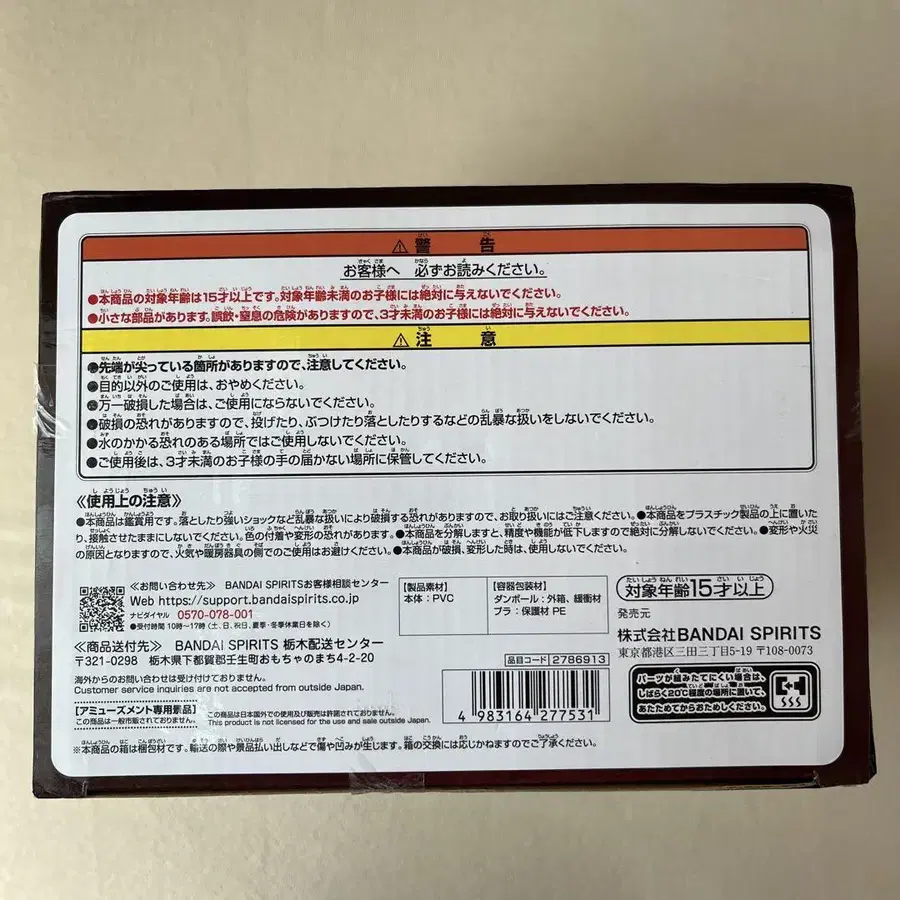 ⚠警告
お客様へ 必ずお読みください。
●本商品の対象年齢は15才以上です。対象年齢未満のお子様には絶対に与えないでください。
●小さな部品があります。誤飲・窒息の危険がありますので、3才未満のお子様には絶対に与えないでください。
⚠注意
●先端が尖っている箇所がありますので、注意してください。
●目的以外のご使用は、おやめください。
●万一破損した場合は、ご使用にならないでください。
●破損の恐れがありますので、投げたり、ぶつけたり落としたりするなどの乱暴な扱いをしないでください。
●水のかかる恐れのある場所ではご使用しないでください。
●ご使用後は、3才未満のお子様の手の届かない場所に保管してください。
≪使用上の注意≫
●本商品は鑑賞用です。落としたり強いショックなど乱暴な扱いにより破損する恐れがありますので、お取り扱いにはご注意ください。●本商品をプラスチック製品の上に置いた
り、接触させたままにしないでください。色の付着や変形の恐れがあります。●本商品を分解しますと、精度や機能が低下しますので絶対に分解しないでください。●変形や火災
の原因となりますので、火気や暖房器具の側でのご使用はお避けください。●本商品が破損、変形した時は、使用しないでください。
≪お問い合わせ先≫ BANDAI SPIRITSお客様相談センター
Web https://support.bandaispirits.co.jp
ナビダイヤル 0570-078-001
●受付時間 10時〜17時(土、日、祝日、夏季・冬季休業日を除く)
≪商品送付先≫ BANDAI SPIRITS 栃木配送センター
〒321-0298 栃木県下都賀郡壬生町おもちゃのまち4-2-20
海外からのお問い合わせは受け付けておりません。
Customer service inquiries are not accepted from outside Japan.
【アミューズメント専用景品】
この商品は一般市販されておりません。
この商品は日本国外での使用及び販売は許諾されておりません。
This product is not licensed for the use and sale outside Japan.
【製品素材】
本体：PVC
【容器包装材】
ダンボール：外箱、緩衝材
プラ：保護材 PE
品目コード 2786913
4 983164 277531
対象年齢15才以上
発売元
株式会社BANDAI SPIRITS
東京都港区三田三丁目5-19 〒108-0073
パーツが組みたてにくい場合は、
しばらく20℃程度の場所に置いて、
あたためてからおためしください。
※本商品の箱は梱包材です。輸送の際や景品払い出しなどで傷や凹みが生じます。箱の交換には応じかねますのでご了承ください。